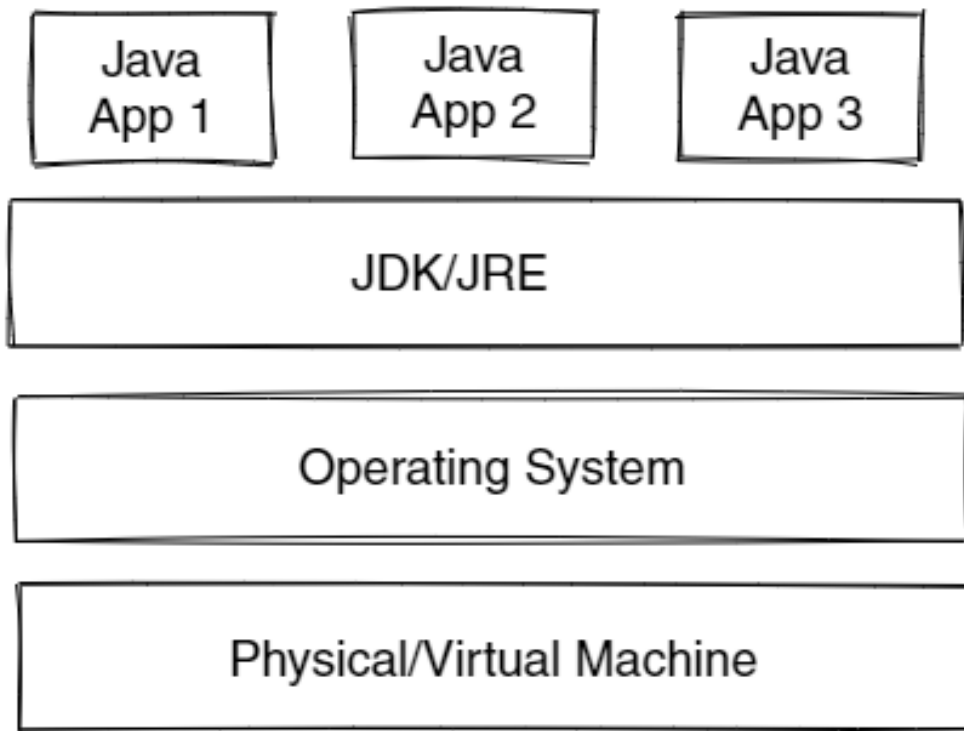 Java
App 1
Java
App 2
Java
App 3
JDK/JRE
Operating System
Physical/Virtual Machine